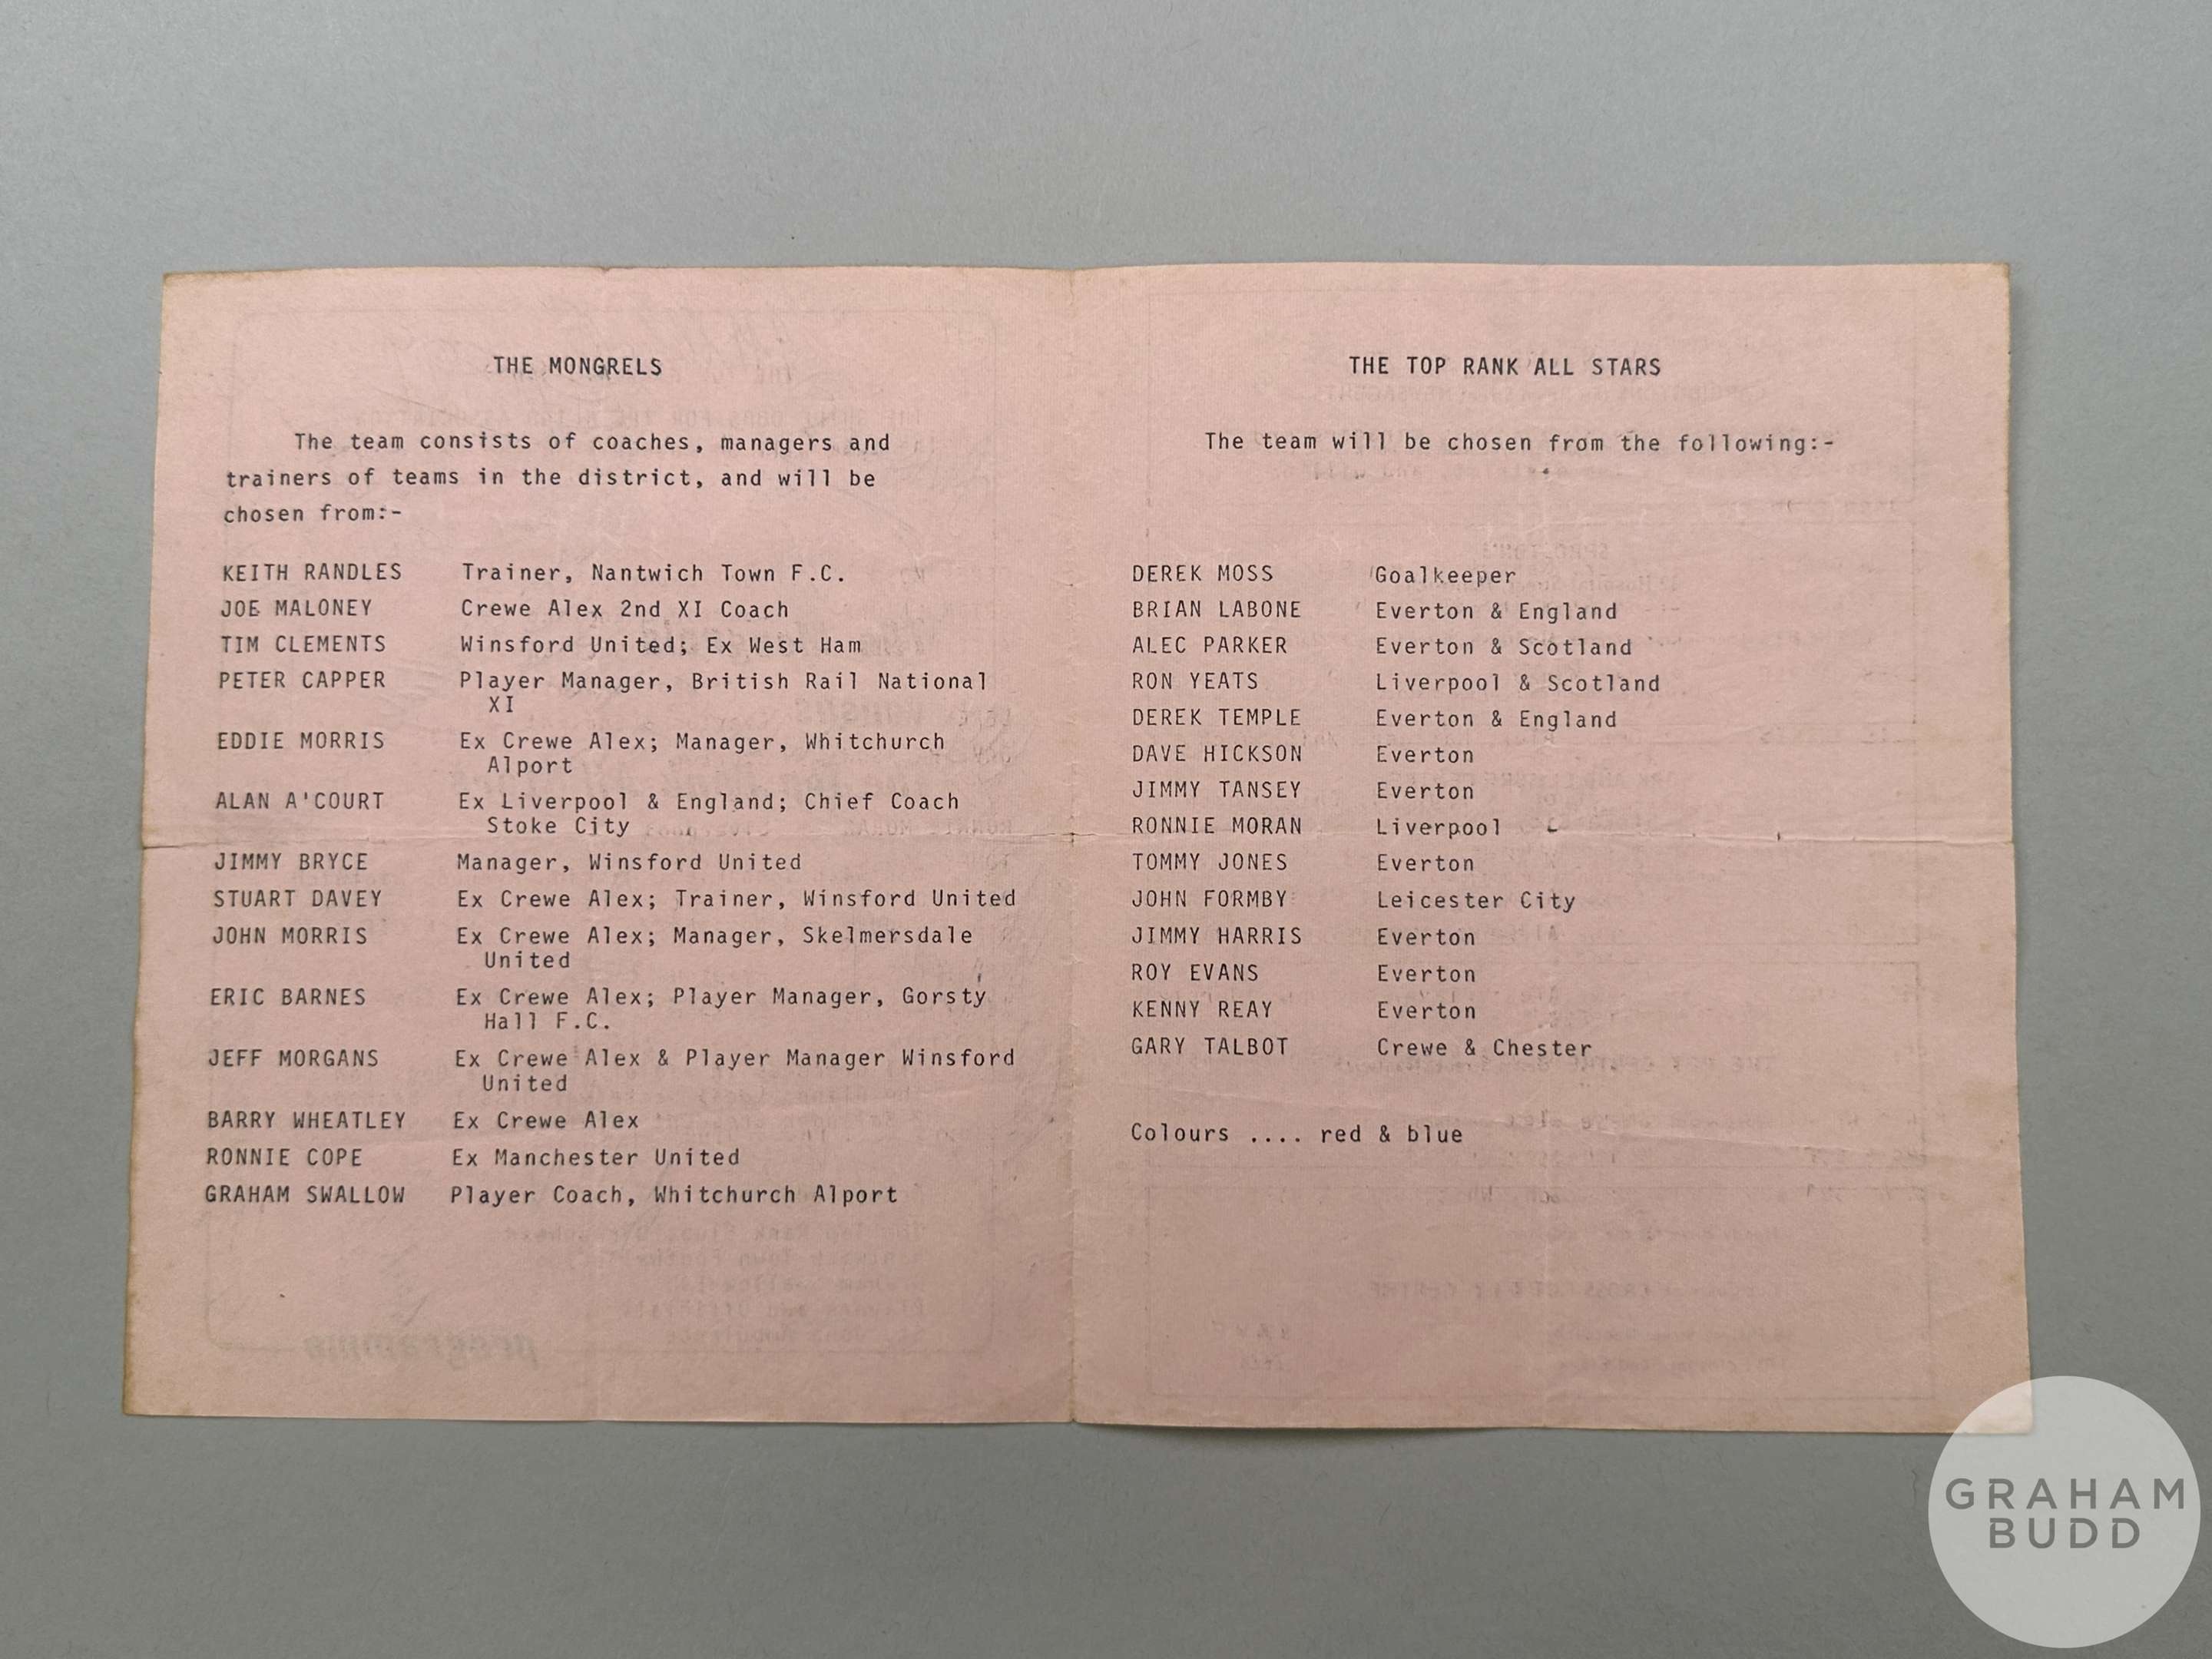 THE MONGRELS
The team consists of coaches, managers and
trainers of teams in the district, and will be
chosen from:-
KEITH RANDLES Trainer, Nantwich Town F.C.
JOE MALONEY Crewe Alex 2nd XI Coach
TIM CLEMENTS Winsford United; Ex West Ham
PETER CAPPER Player Manager, British Rail National
XI
EDDIE MORRIS Ex Crewe Alex; Manager, Whitchurch
Alport
ALAN A'COURT Ex Liverpool & England; Chief Coach
Stoke City
JIMMY BRYCE Manager, Winsford United
STUART DAVEY Ex Crewe Alex; Trainer, Winsford United
JOHN MORRIS Ex Crewe Alex; Manager, Skelmersdale
United
ERIC BARNES Ex Crewe Alex; Player Manager, Gorsty
Hall F.C.
JEFF MORGANS Ex Crewe Alex & Player Manager Winsford
United
BARRY WHEATLEY Ex Crewe Alex
RONNIE COPE Ex Manchester United
GRAHAM SWALLOW Player Coach, Whitchurch Alport
THE TOP RANK ALL STARS
The team will be chosen from the following:-
DEREK MOSS Goalkeeper
BRIAN LABONE Everton & England
ALEC PARKER Everton & Scotland
RON YEATS Liverpool & Scotland
DEREK TEMPLE Everton & England
DAVE HICKSON Everton
JIMMY TANSEY Everton
RONNIE MORAN Liverpool
TOMMY JONES Everton
JOHN FORMBY Leicester City
JIMMY HARRIS Everton
ROY EVANS Everton
KENNY REAY Everton
GARY TALBOT Crewe & Chester
Colours .... red & blue
GRAHAM
BUDD